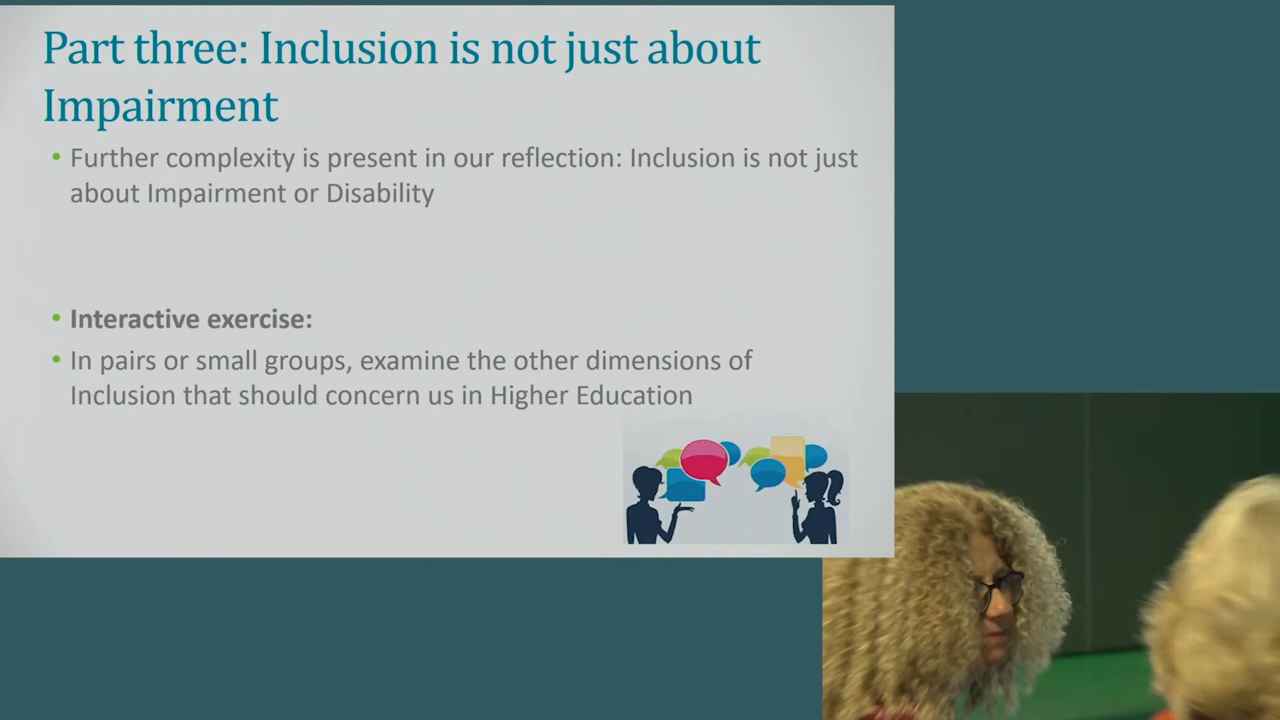 Part three: Inclusion is not just about
Impairment
• Further complexity is present in our reflection: Inclusion is not just
about Impairment or Disability
• Interactive exercise:
• In pairs or small groups, examine the other dimensions of
Inclusion that should concern us in Higher Education